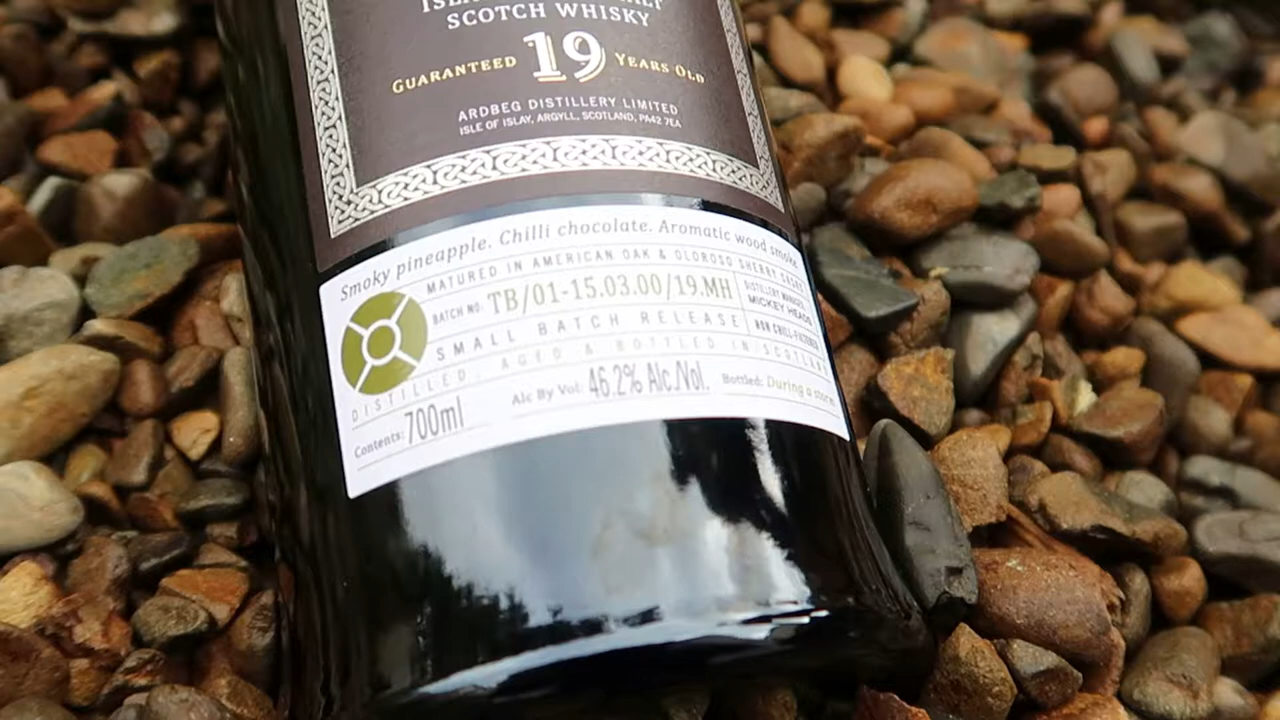 SCOTCH WHISKY
GUARANTEED 19 YEARS OLD
ARDBEG DISTILLERY LIMITED
ISLE OF ISLAY, ARGYLL, SCOTLAND, PA42 7EA
Smoky pineapple. Chilli chocolate. Aromatic wood smoke.
MATURED IN AMERICAN OAK & OLOROSO SHERRY CASKS
BATCH NO. TB/01-15.03.00/19.MH
DISTILLERY MANAGER
MICKEY HEADS
SMALL BATCH RELEASE
NON CHILL-FILTERED
DISTILLED, AGED & BOTTLED IN SCOTLAND
Contents: 700ml Alc By Vol: 46.2% Alc./Vol. Bottled: During a